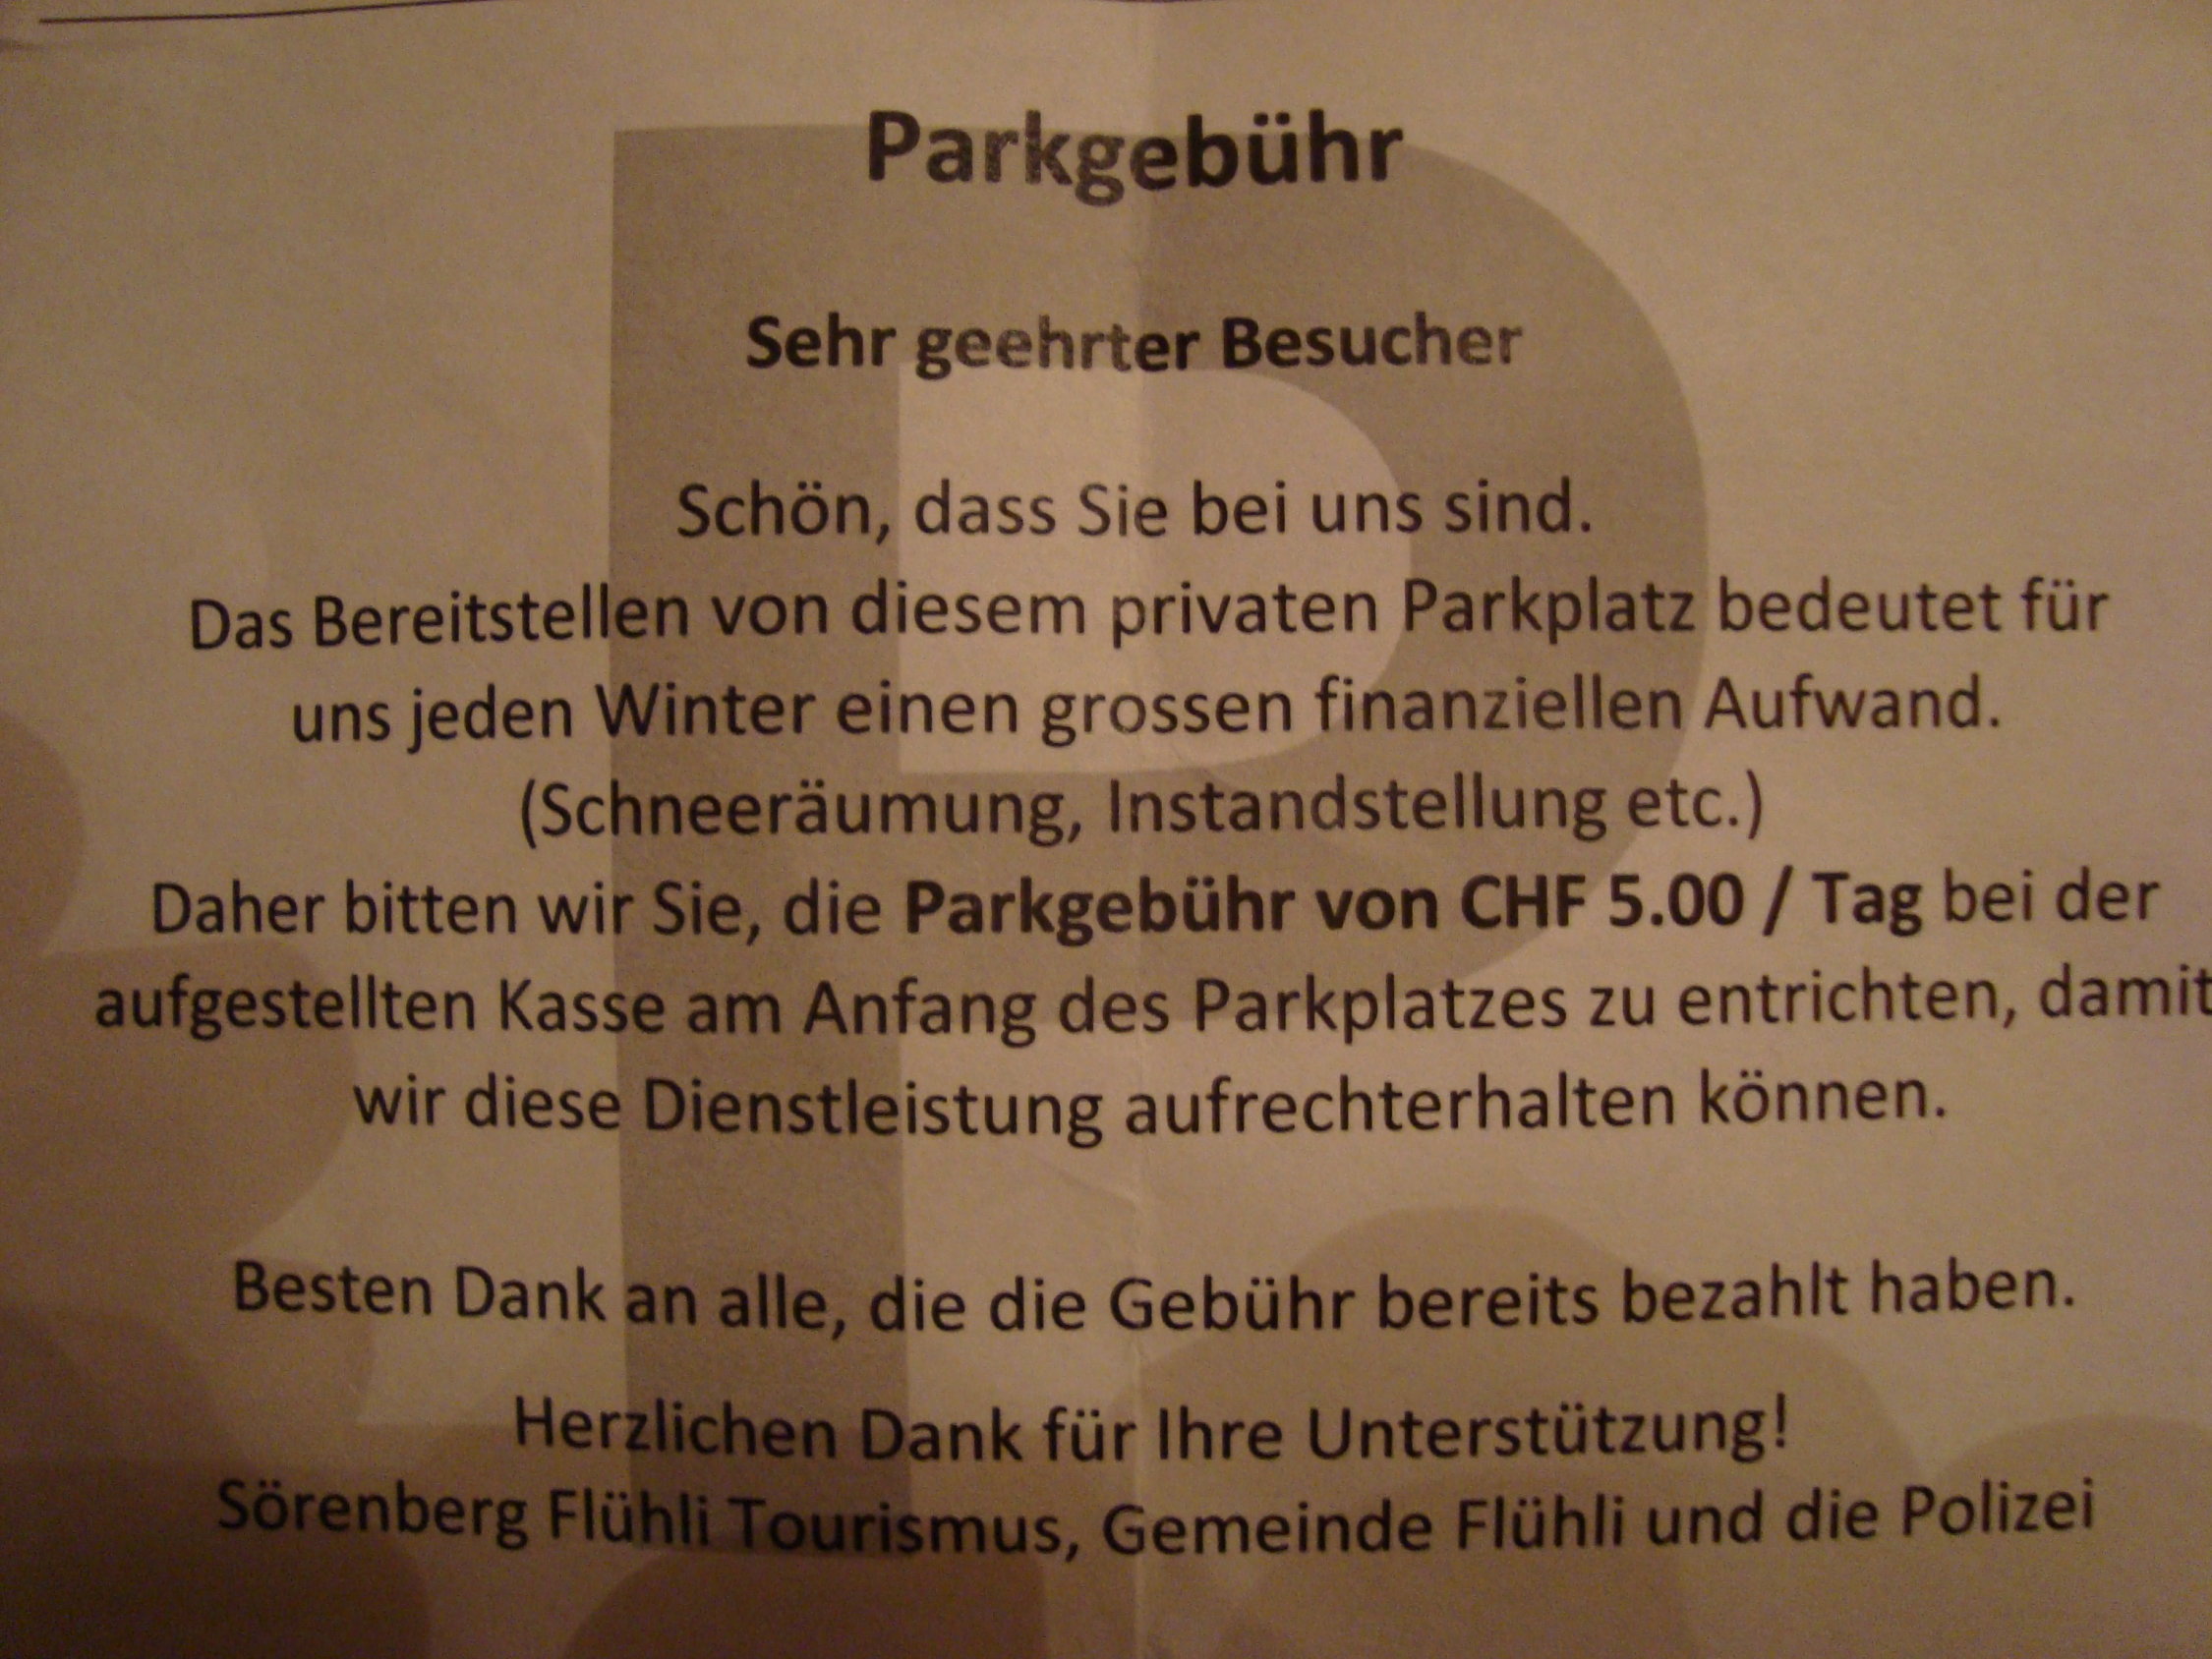 Parkgebühr
Sehr geehrter Besucher
Schön, dass Sie bei uns sind.
Das Bereitstellen von diesem privaten Parkplatz bedeutet für
uns jeden Winter einen grossen finanziellen Aufwand.
(Schneeräumung, Instandstellung etc.)
Daher bitten wir Sie, die Parkgebühr von CHF 5.00 / Tag bei der
aufgestellten Kasse am Anfang des Parkplatzes zu entrichten, damit
wir diese Dienstleistung aufrechterhalten können.
Besten Dank an alle, die die Gebühr bereits bezahlt haben.
Herzlichen Dank für Ihre Unterstützung!
Sörenberg Flühli Tourismus, Gemeinde Flühli und die Polizei